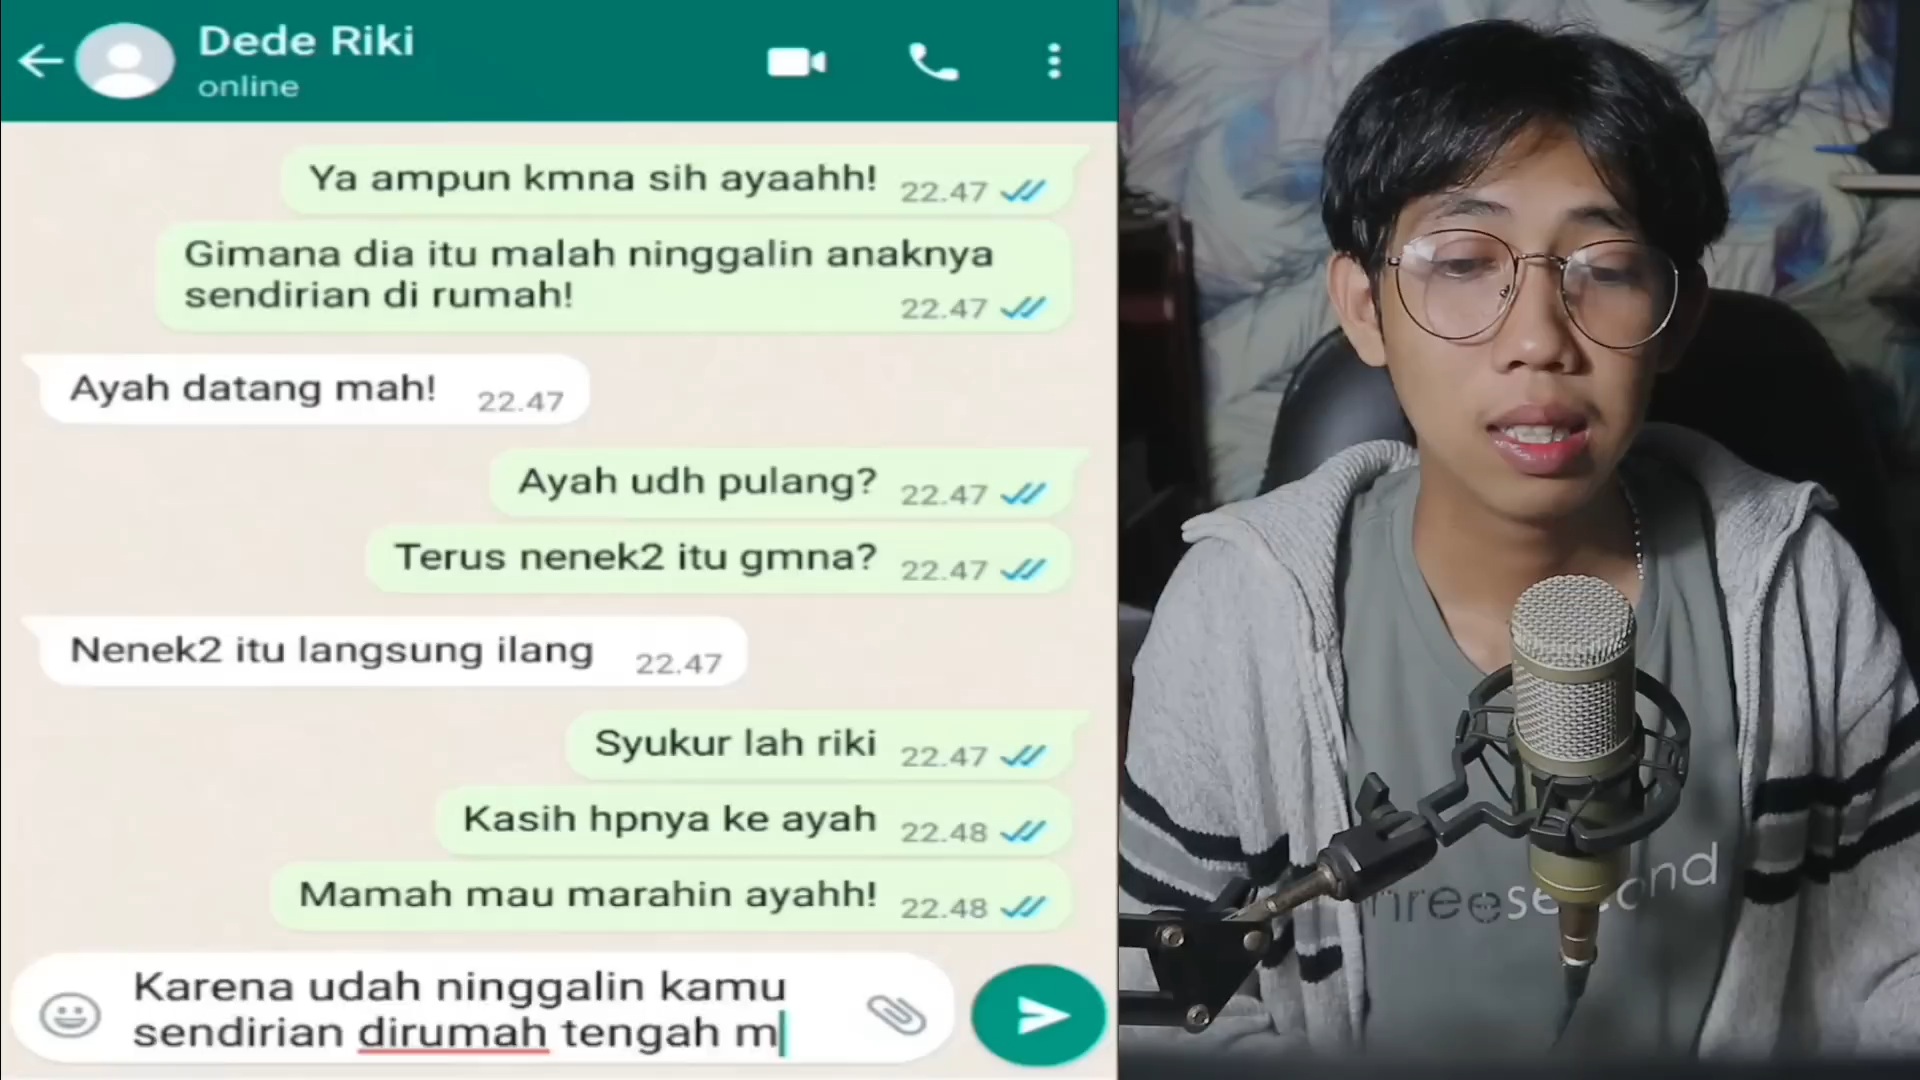 Dede Riki
online
Ya ampun kmna sih ayaahh! 22.47
Gimana dia itu malah ninggalin anaknya
sendirian di rumah! 22.47
Ayah datang mah! 22.47
Ayah udh pulang? 22.47
Terus nenek2 itu gmna? 22.47
Nenek2 itu langsung ilang 22.47
Syukur lah riki 22.47
Kasih hpnya ke ayah 22.48
Mamah mau marahin ayahh! 22.48
Karena udah ninggalin kamu
sendirian dirumah tengah m